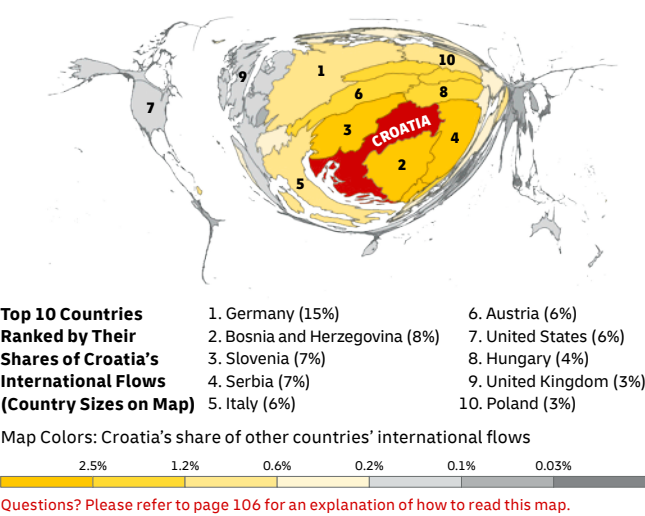 10
1
9
6
8
7
CROATIA
3
4
2
5
Top 10 Countries
Ranked by Their
Shares of Croatia's
International Flows
(Country Sizes on Map)
1. Germany (15%)
2. Bosnia and Herzegovina (8%)
3. Slovenia (7%)
4. Serbia (7%)
5. Italy (6%)
6. Austria (6%)
7. United States (6%)
8. Hungary (4%)
9. United Kingdom (3%)
10. Poland (3%)
Map Colors: Croatia's share of other countries' international flows
2.5% 1.2% 0.6% 0.2% 0.1% 0.03%
Questions? Please refer to page 106 for an explanation of how to read this map.